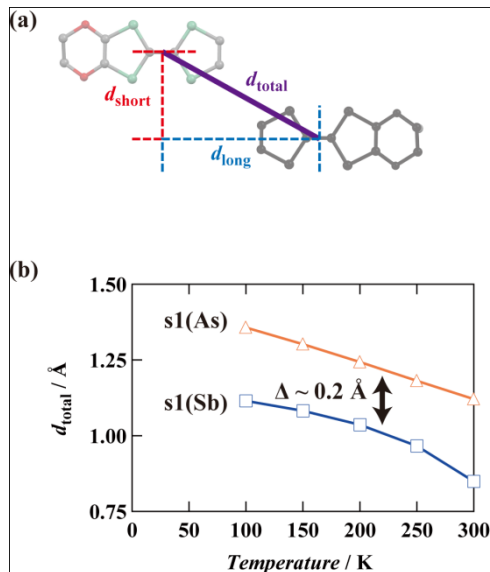 (a)
d_total
d_short
d_long
(b)
1.50
s1(As)
1.25
Δ ~ 0.2 Å
s1(Sb)
d_total / Å
1.00
0.75
0 50 100 150 200 250 300
Temperature / K